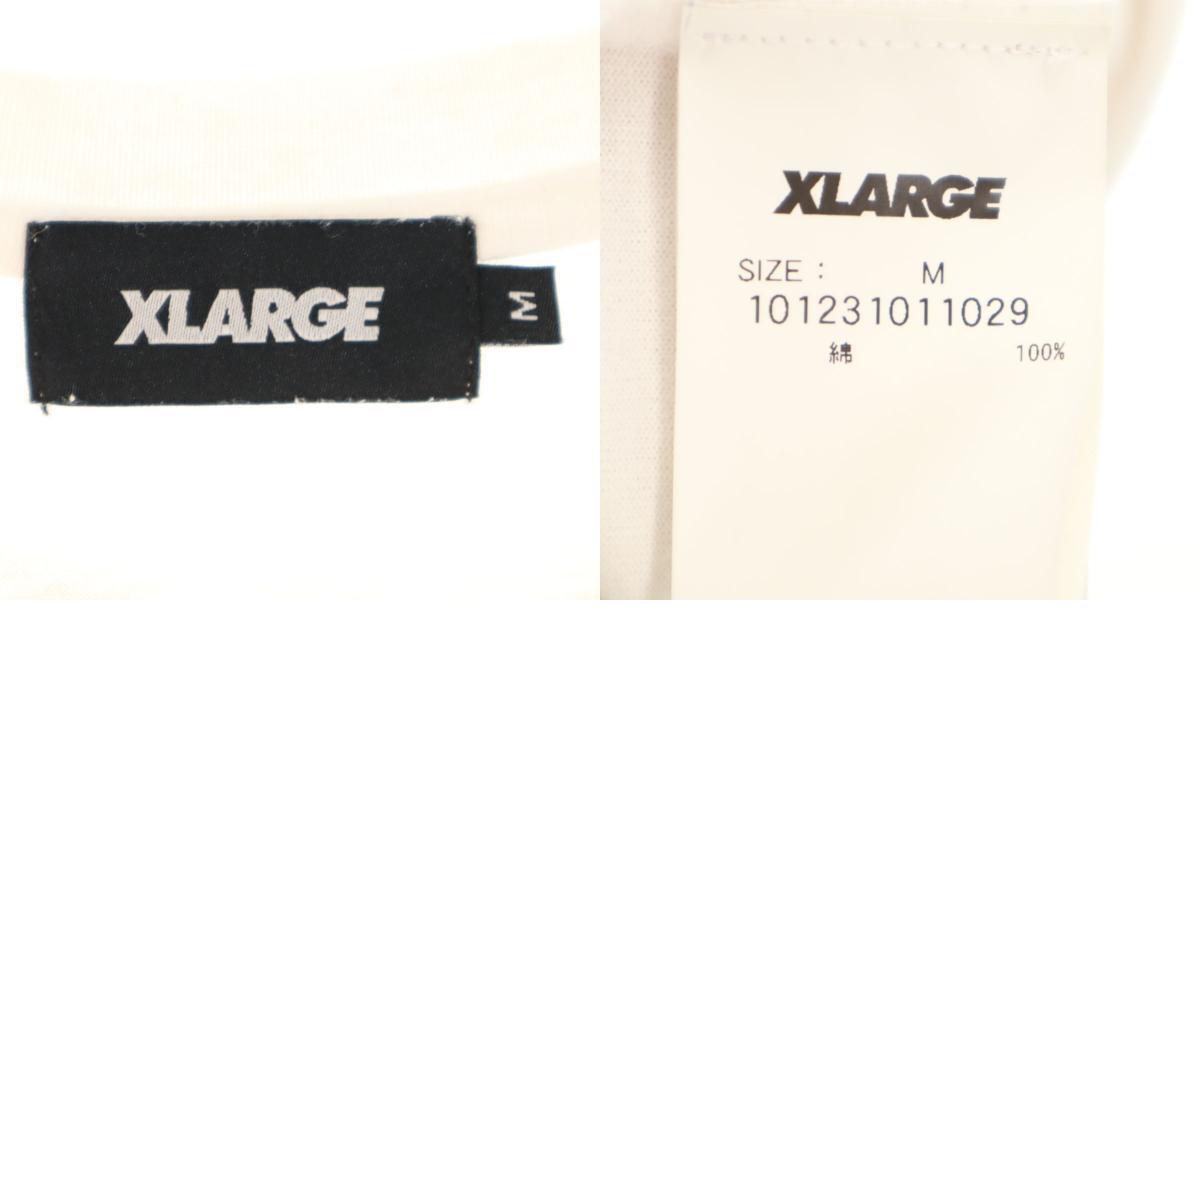 XLARGE
M
XLARGE
SIZE : M
101231011029
綿 100%